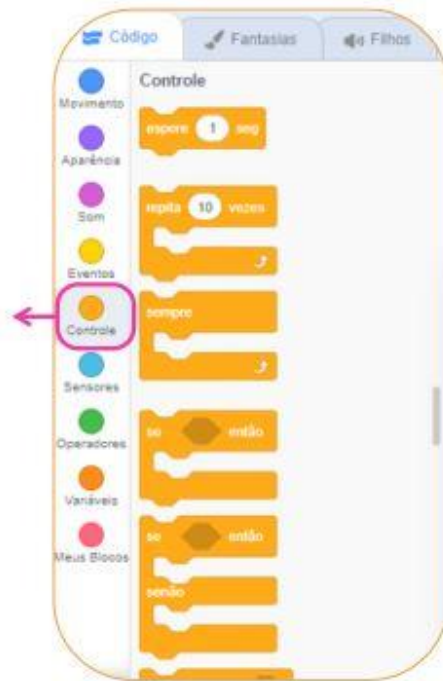 Código Fantasias Filhos
Controle
Movimento
Aparência
Som
Eventos
Controle
Sensores
Operadores
Variáveis
Meus Blocos
espere 1 seg
repita 10 vezes
sempre
se então
se então
senão